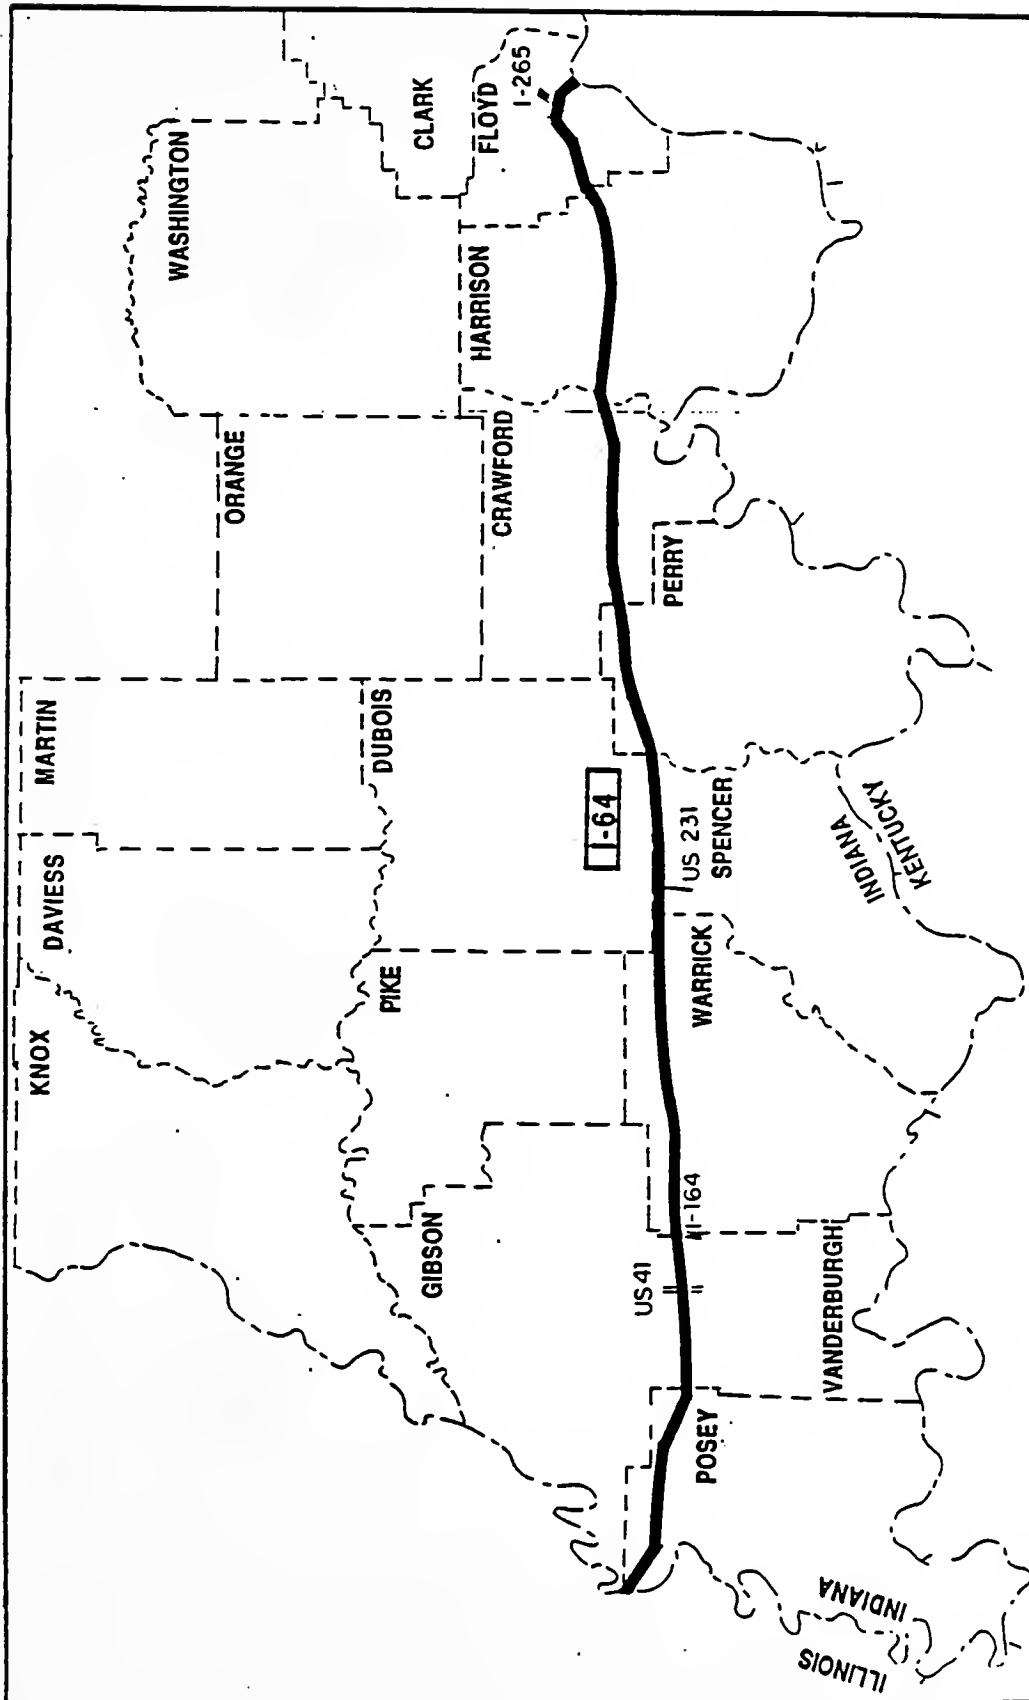 KNOX
DAVIESS
MARTIN
WASHINGTON
ORANGE
CLARK
FLOYD
I-265
GIBSON
PIKE
DUBOIS
CRAWFORD
HARRISON
I-64
US41
I-164
US 231
PERRY
POSEY
WARRICK
SPENCER
VANDERBURGH
INDIANA
KENTUCKY
ILLINOIS
INDIANA